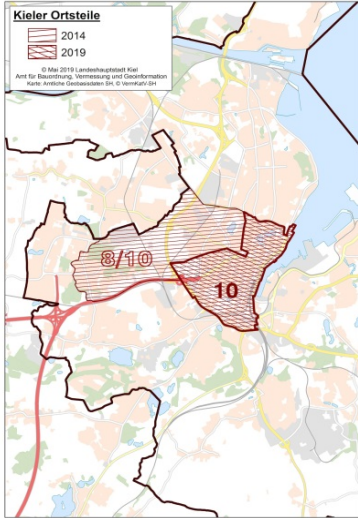 Kieler Ortsteile
2014
2019
© Mai 2019 Landeshauptstadt Kiel
Amt für Bauordnung, Vermessung und Geoinformation
Karte: Amtliche Geobasisdaten SH, © VermKatV-SH
8/10
10